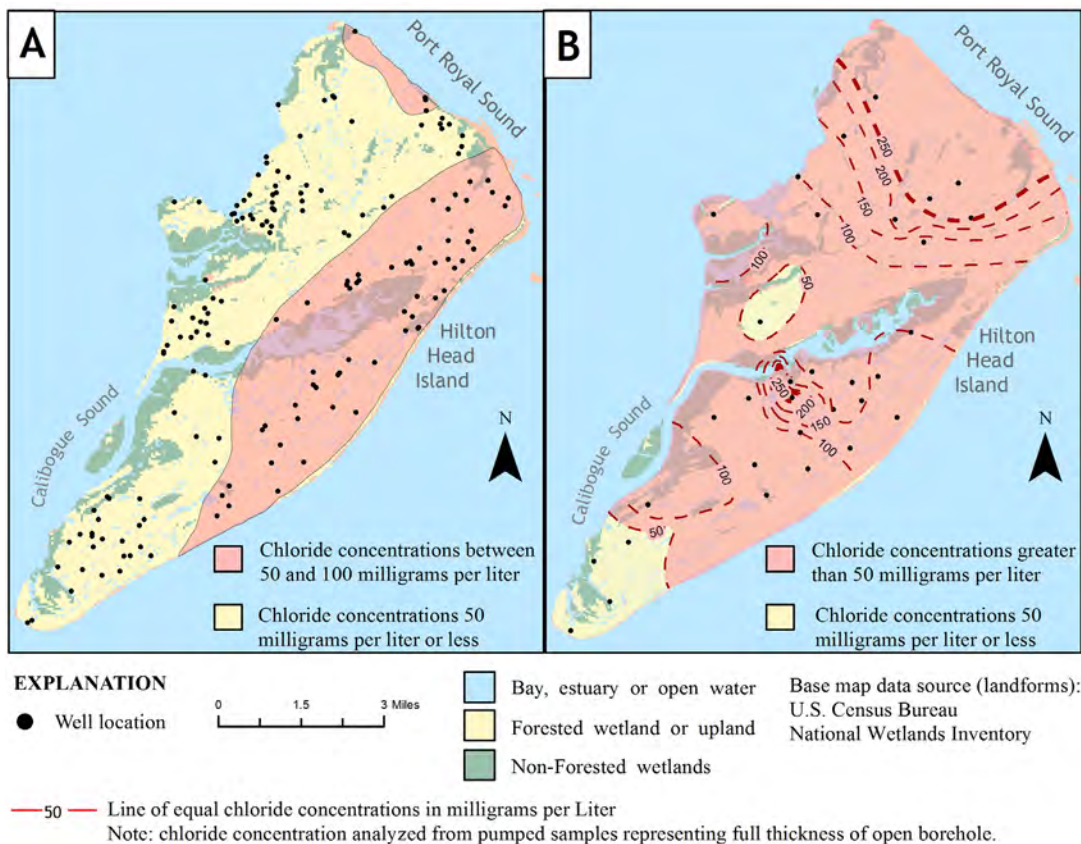 A
Port Royal Sound
Hilton
Head
Island
Calibogue Sound
N
Chloride concentrations between
50 and 100 milligrams per liter
Chloride concentrations 50
milligrams per liter or less
B
Port Royal Sound
250
200
150
100
100
50
Hilton
Head
Island
250
200
150
100
100
50
Calibogue Sound
N
Chloride concentrations greater
than 50 milligrams per liter
Chloride concentrations 50
milligrams per liter or less
EXPLANATION
Well location
0 1.5 3 Miles
Bay, estuary or open water
Forested wetland or upland
Non-Forested wetlands
Base map data source (landforms):
U.S. Census Bureau
National Wetlands Inventory
50 Line of equal chloride concentrations in milligrams per Liter
Note: chloride concentration analyzed from pumped samples representing full thickness of open borehole.